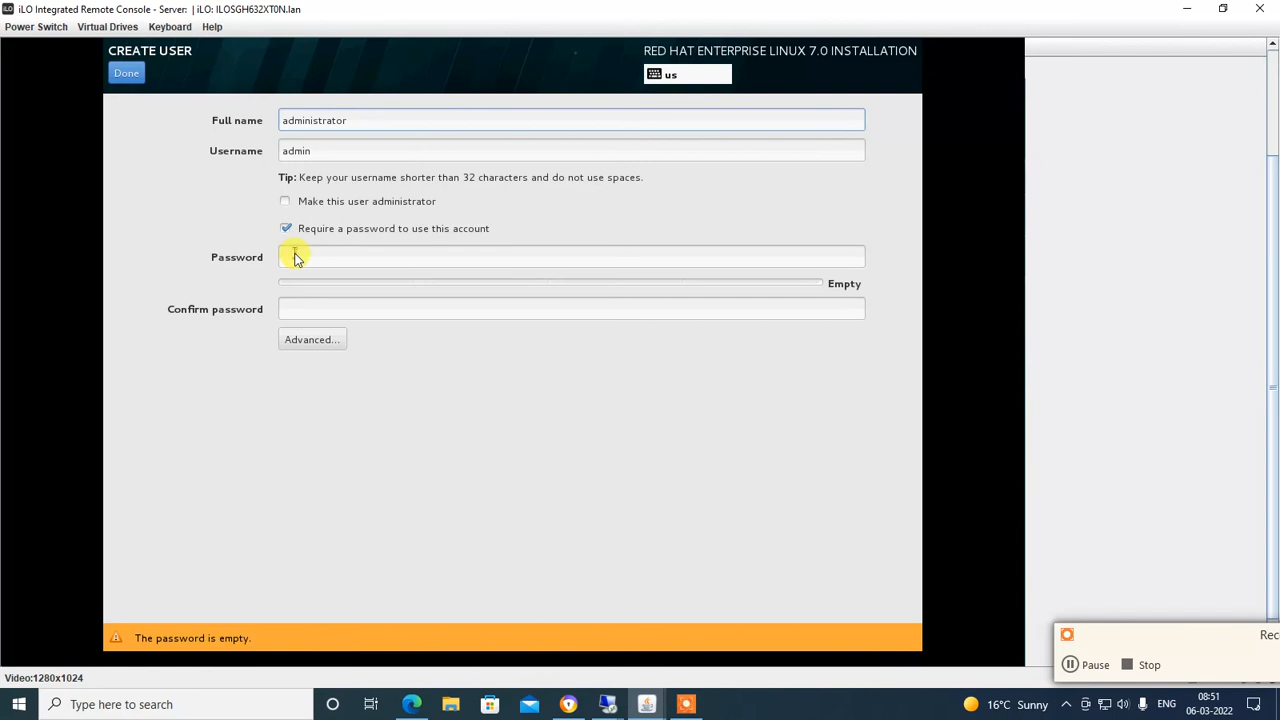 iLO Integrated Remote Console - Server: | iLO: ILOSGH632XT0N.lan
Power Switch Virtual Drives Keyboard Help
CREATE USER
RED HAT ENTERPRISE LINUX 7.0 INSTALLATION
Done
us
Full name administrator
Username admin
Tip: Keep your username shorter than 32 characters and do not use spaces.
Make this user administrator
Require a password to use this account
Password
Empty
Confirm password
Advanced...
The password is empty.
Rec
Pause Stop
Video:1280x1024
Type here to search
16°C Sunny
ENG
08:51
06-03-2022